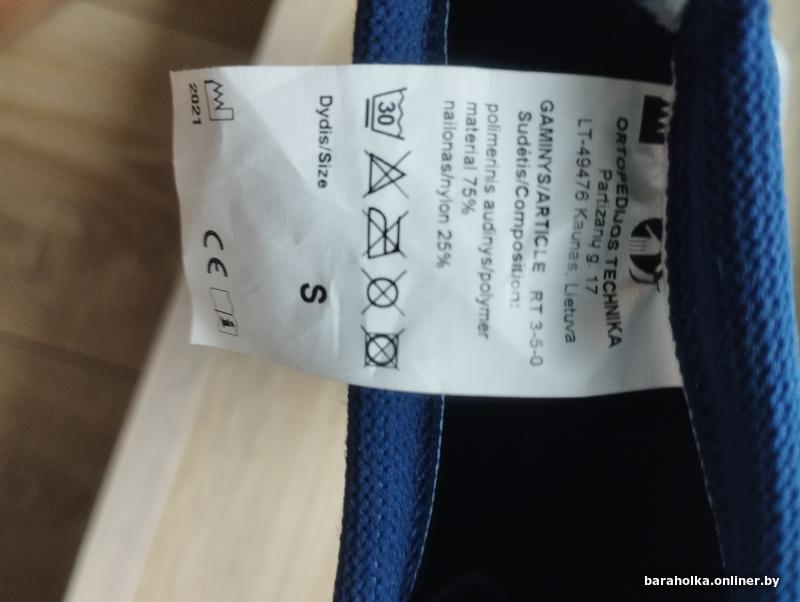 ORTOPEDIJOS TECHNIKA
Partizanų g. 17
LT-49476 Kaunas, Lietuva
GAMINYS/ARTICLE RT 3-5-0
Sudėtis/Composition:
polimerinis audinys/polymer
material 75%
nailonas/nylon 25%
30
Dydis/Size S
2021 CE i
baraholka.onliner.by